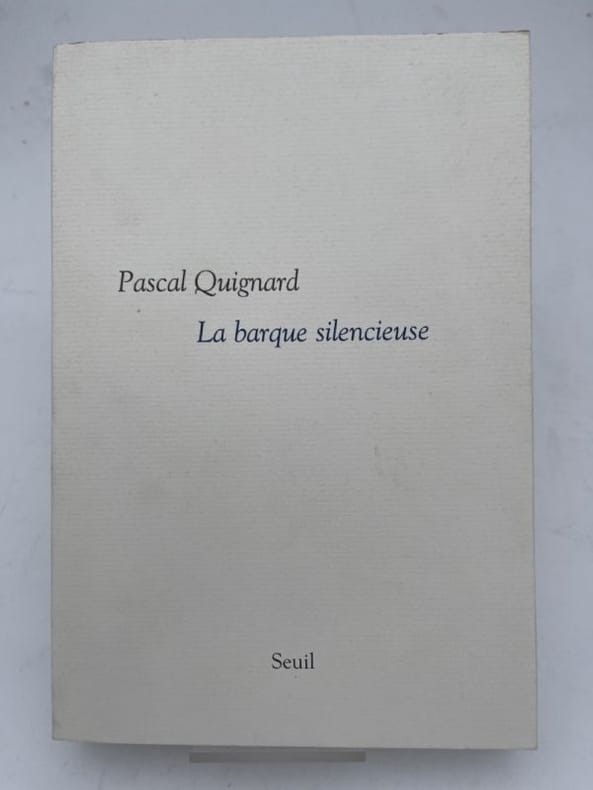 Pascal Quignard
La barque silencieuse
Seuil